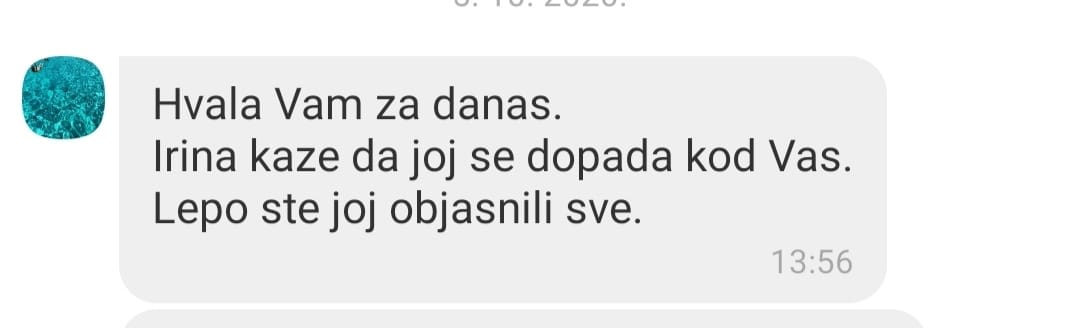 Hvala Vam za danas.
Irina kaze da joj se dopada kod Vas.
Lepo ste joj objasnili sve.
13:56